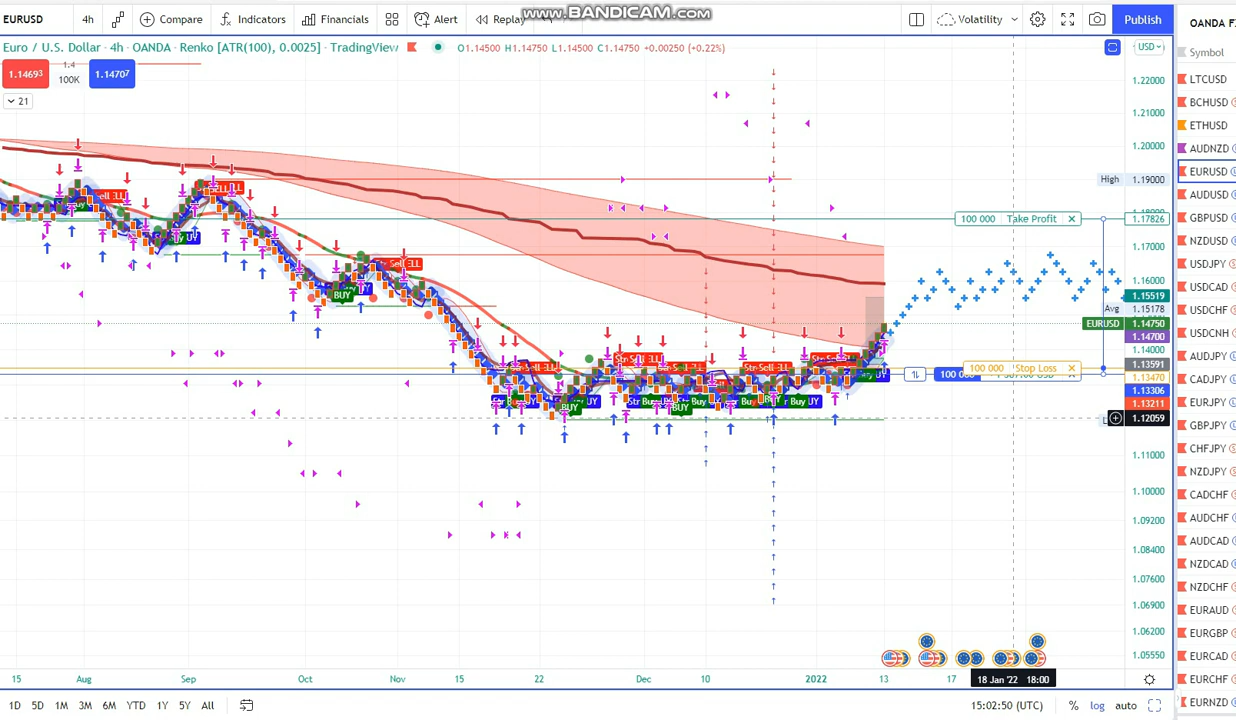 www.BANDICAM.com
EURUSD 4h Compare Indicators Financials Alert Replay Volatility Publish
Euro / U.S. Dollar · 4h · OANDA · Renko [ATR(100), 0.0025] · TradingView O1.14500 H1.14750 L1.14500 C1.14750 +0.00250 (+0.22%)
USD
1.14693 100K 1.14707
21
1.22000
1.21000
1.20000
High 1.19000
100 000 Take Profit 1.17826
1.17000
1.16000
1.15519
Avg 1.15178
EURUSD 1.14750
1.14700
1.14000
1.13591
100 000 Stop Loss
1.13470
1.13306
1.13211
1.12059
1.11000
1.10000
1.09200
1.08400
1.07600
1.06900
1.06200
1.05550
BUY
BUY
BUY
15 Aug Sep Oct Nov 15 22 Dec 10 2022 13 17 18 Jan '22 18:00
1D 5D 1M 3M 6M YTD 1Y 5Y All 15:02:50 (UTC) % log auto
Symbol
LTCUSD
BCHUSD
ETHUSD
AUDNZD
EURUSD
AUDUSD
GBPUSD
NZDUSD
USDJPY
USDCAD
USDCHF
USDCNH
AUDJPY
CADJPY
EURJPY
GBPJPY
CHFJPY
NZDJPY
CADCHF
AUDCHF
AUDCAD
NZDCAD
NZDCHF
EURAUD
EURGBP
EURCAD
EURCHF
EURNZD